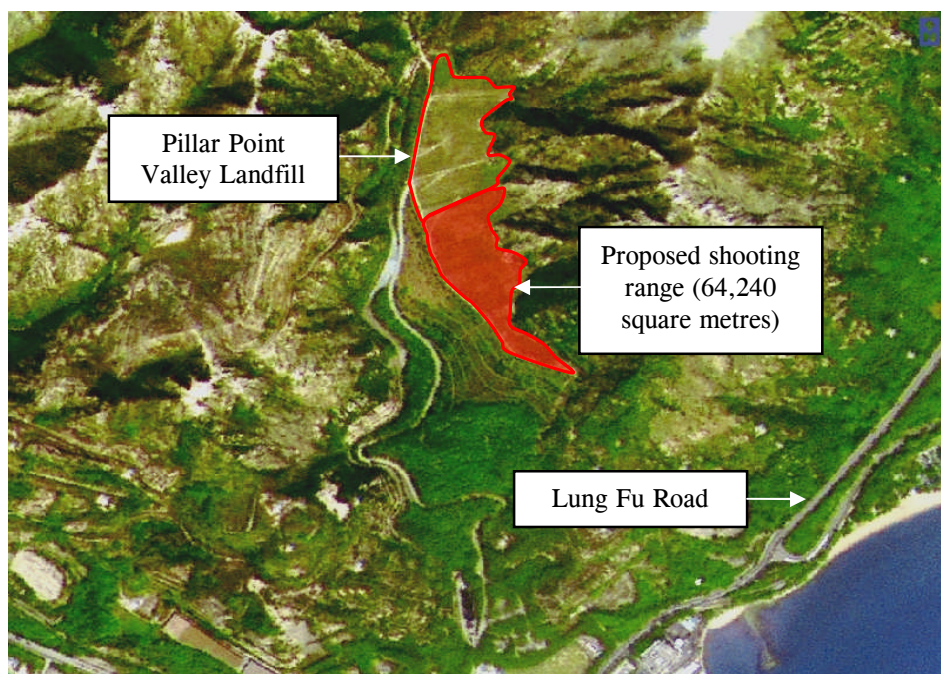 Pillar Point
Valley Landfill
Proposed shooting
range (64,240
square metres)
Lung Fu Road